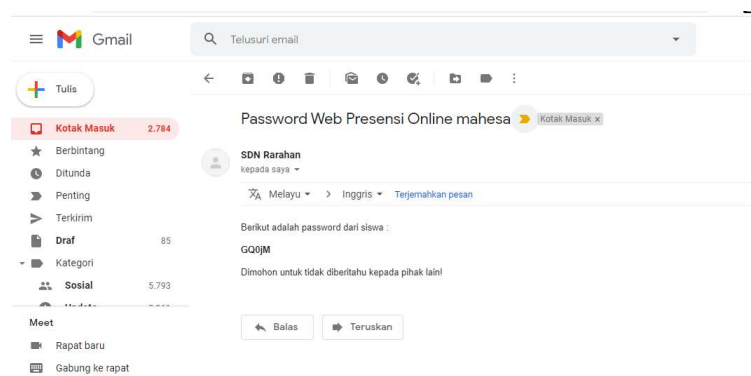 Gmail
Telusuri email
Tulis
Kotak Masuk 2.784
Berbintang
Ditunda
Penting
Terkirim
Draf 85
Kategori
Sosial 5.793
Meet
Rapat baru
Gabung ke rapat
Password Web Presensi Online mahesa Kotak Masuk x
SDN Rarahan
kepada saya
Melayu > Inggris Terjemahkan pesan
Berikut adalah password dari siswa :
GQ0jM
Dimohon untuk tidak diberitahu kepada pihak lain!
Balas Teruskan